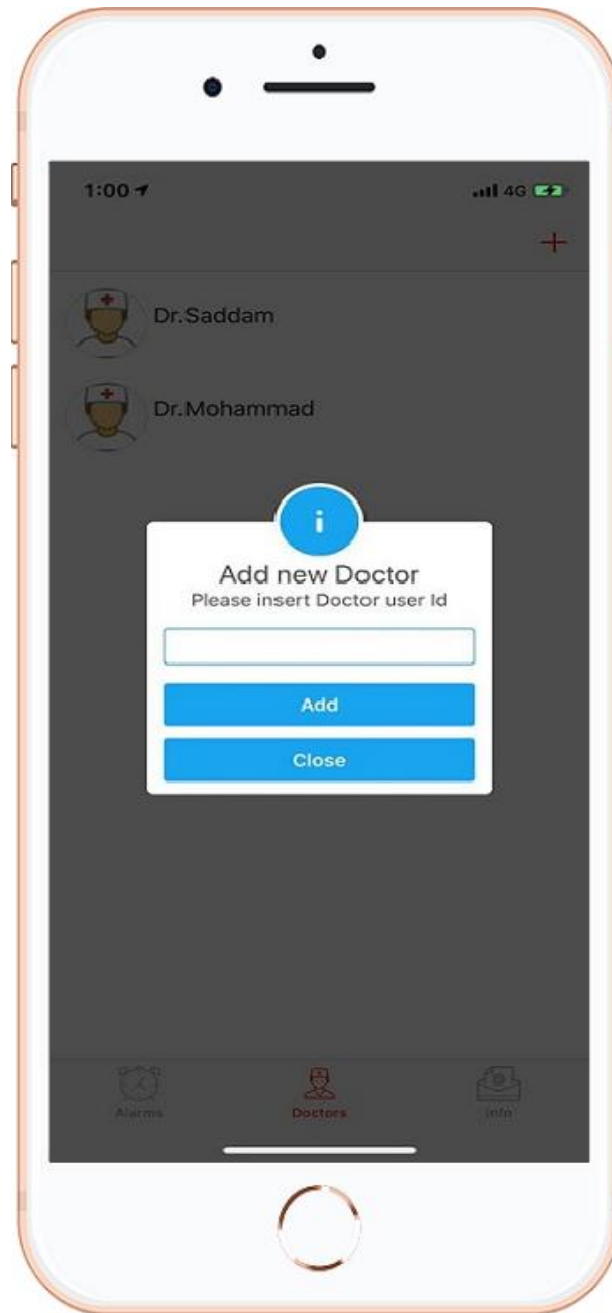 1:00
4G
+
Dr.Saddam
Dr.Mohammad
i
Add new Doctor
Please insert Doctor user Id
Add
Close
Alarms
Doctors
Info